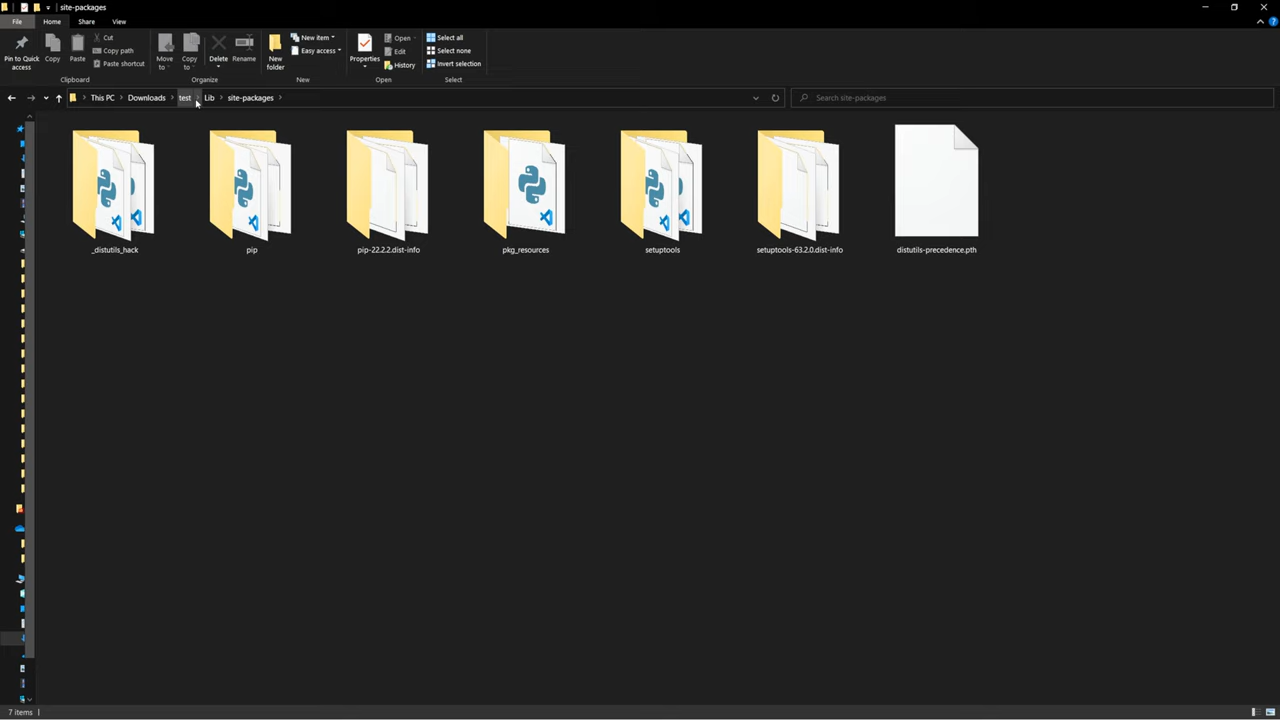 site-packages
File Home Share View
Pin to Quick access
Copy
Paste
Cut
Copy path
Paste shortcut
Clipboard
Move to
Copy to
Delete
Rename
Organize
New folder
New item
Easy access
New
Properties
Open
Edit
History
Open
Select all
Select none
Invert selection
Select
This PC Downloads test Lib site-packages
Search site-packages
_distutils_hack
pip
pip-22.2.2.dist-info
pkg_resources
setuptools
setuptools-63.2.0.dist-info
distutils-precedence.pth
7 items